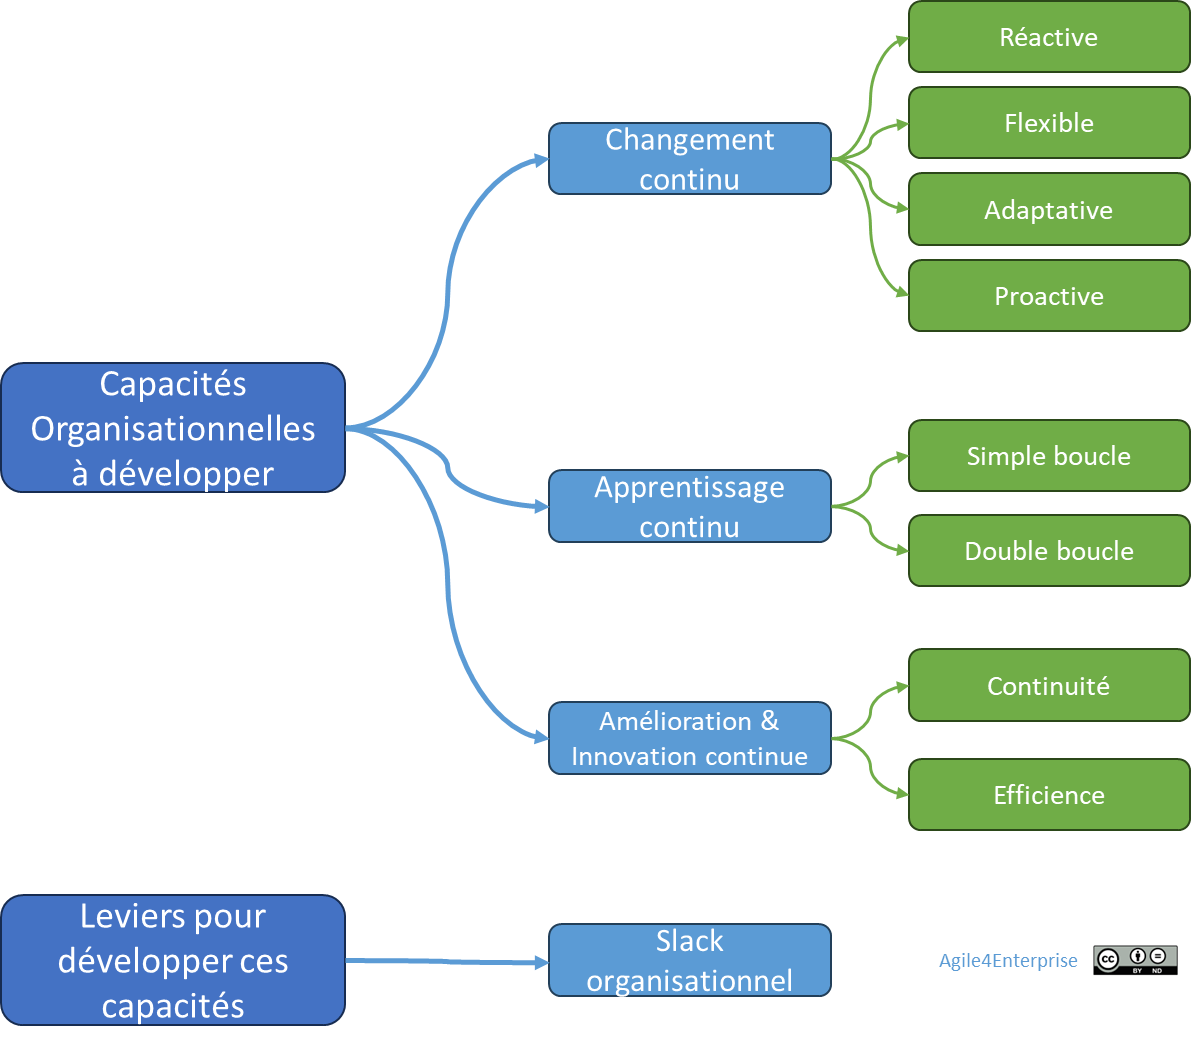 Réactive
Changement
continu
Flexible
Adaptative
Proactive
Capacités
Organisationnelles
à développer
Apprentissage
continu
Simple boucle
Double boucle
Amélioration &
Innovation continue
Continuité
Efficience
Leviers pour
développer ces
capacités
Slack
organisationnel
Agile4Enterprise
cc
BY ND